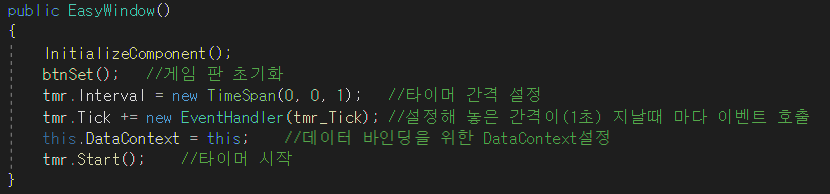 public EasyWindow()
{
InitializeComponent();
btnSet(); //게임 판 초기화
tmr.Interval = new TimeSpan(0, 0, 1); //타이머 간격 설정
tmr.Tick += new EventHandler(tmr_Tick); //설정해 놓은 간격이(1초) 지날때 마다 이벤트 호출
this.DataContext = this; //데이터 바인딩을 위한 DataContext설정
tmr.Start(); //타이머 시작
}